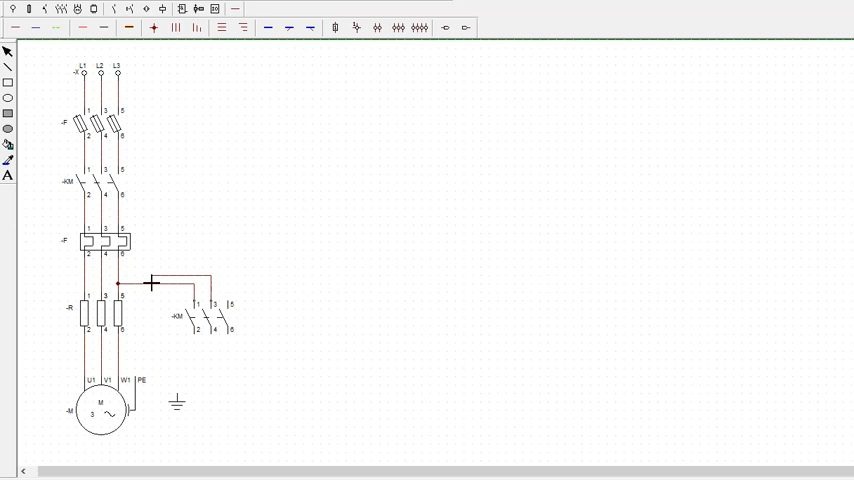 A
L1 L2 L3
-X
1 3 5
-F
2 4 6
1 3 5
-KM
2 4 6
1 3 5
-F
2 4 6
1 3 5
-R
2 4 6
1 3 5
-KM
2 4 6
U1 V1 W1 PE
M
-M
3